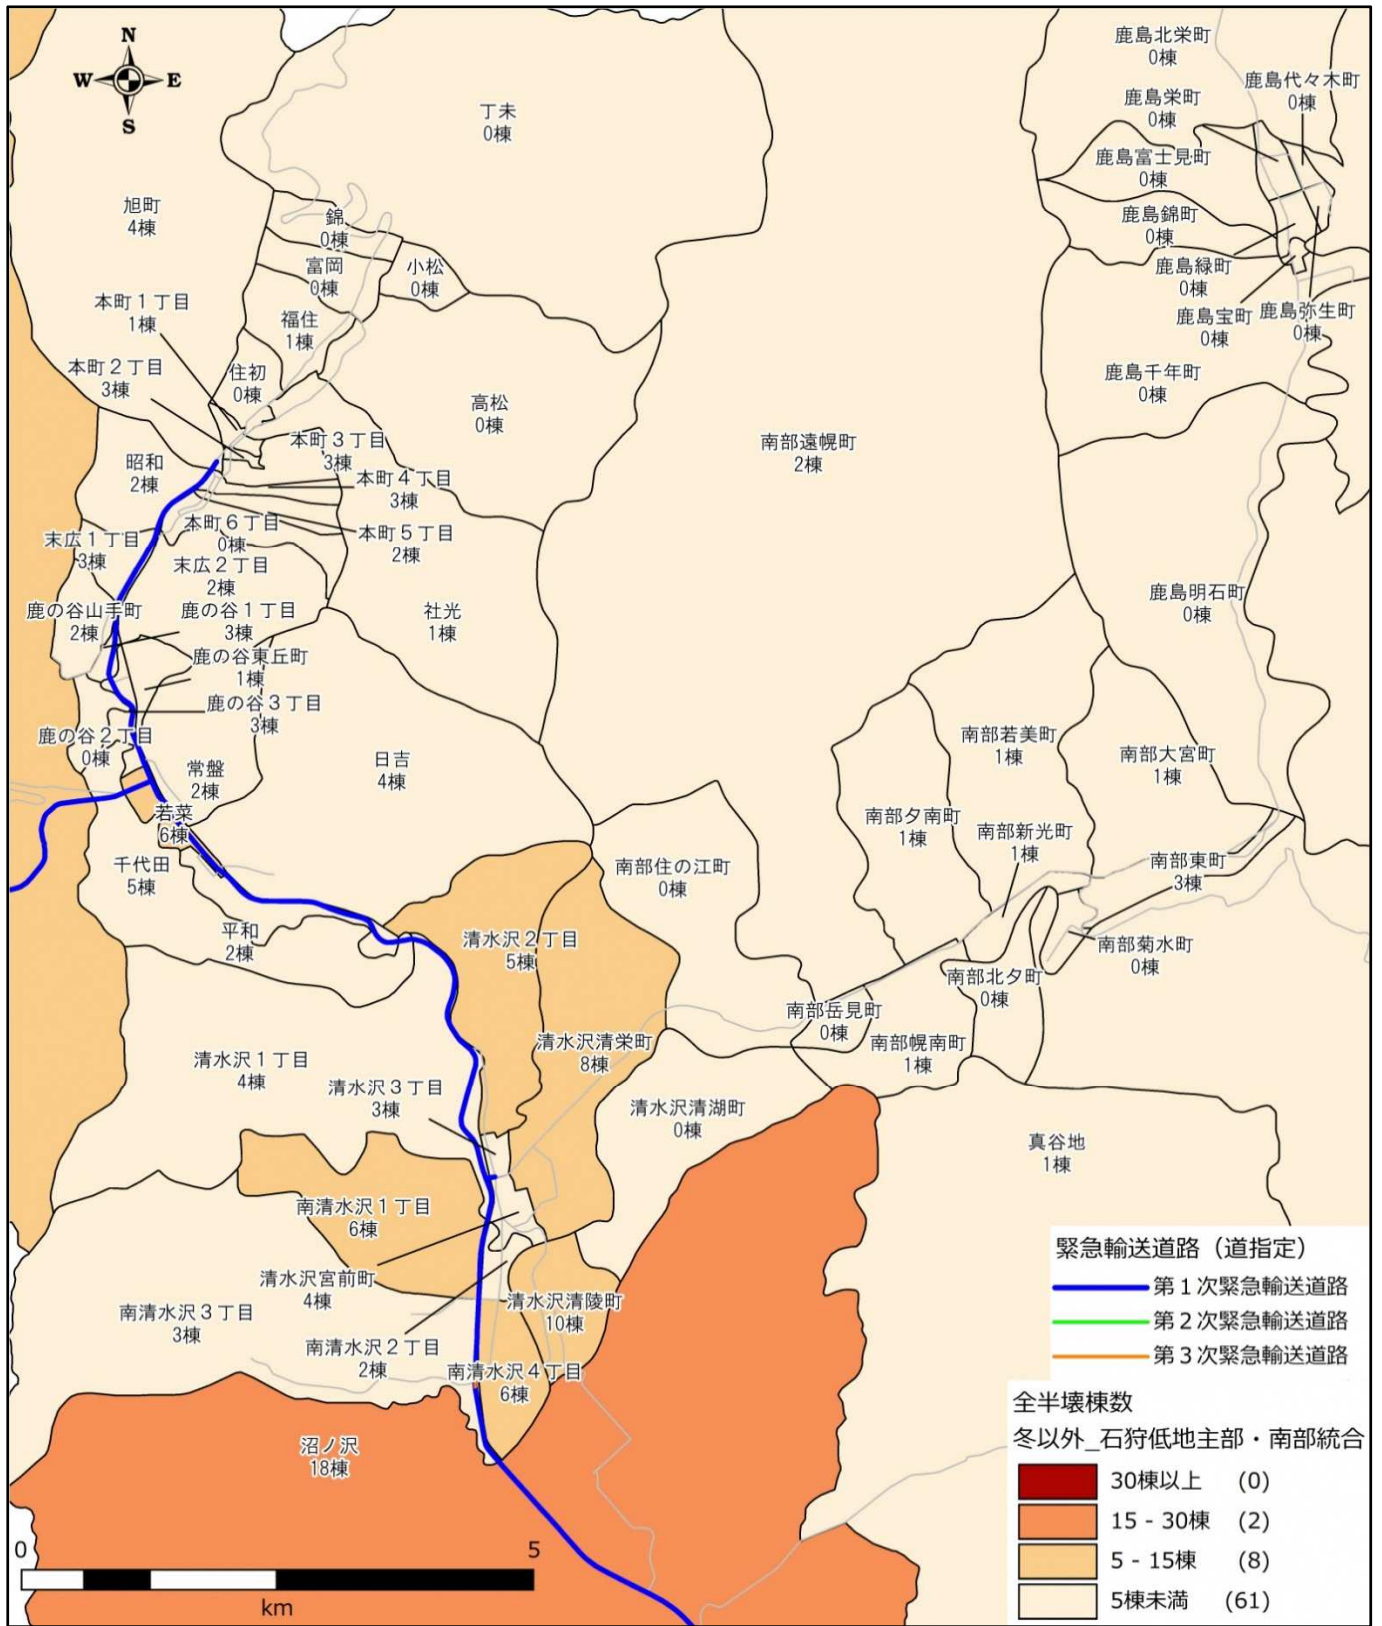 N
W E
S
丁未
0棟
旭町
4棟
錦
0棟
富岡
0棟
小松
0棟
福住
1棟
本町１丁目
1棟
本町２丁目
3棟
住初
0棟
高松
0棟
本町３丁目
3棟
昭和
2棟
本町４丁目
3棟
本町５丁目
2棟
本町６丁目
0棟
末広１丁目
3棟
末広２丁目
2棟
鹿の谷山手町
2棟
鹿の谷１丁目
3棟
社光
1棟
鹿の谷東丘町
1棟
鹿の谷３丁目
3棟
鹿の谷２丁目
0棟
常盤
2棟
日吉
4棟
若菜
6棟
千代田
5棟
平和
2棟
鹿島北栄町
0棟
鹿島代々木町
0棟
鹿島栄町
0棟
鹿島富士見町
0棟
鹿島錦町
0棟
鹿島緑町
0棟
鹿島宝町
0棟
鹿島弥生町
0棟
鹿島千年町
0棟
南部遠幌町
2棟
鹿島明石町
0棟
南部若美町
1棟
南部大宮町
1棟
南部夕南町
1棟
南部新光町
1棟
南部東町
3棟
南部住の江町
0棟
南部菊水町
0棟
南部北夕町
0棟
南部岳見町
0棟
南部幌南町
1棟
清水沢２丁目
5棟
清水沢清栄町
8棟
清水沢１丁目
4棟
清水沢３丁目
3棟
清水沢清湖町
0棟
真谷地
1棟
南清水沢１丁目
6棟
清水沢宮前町
4棟
清水沢清陵町
10棟
南清水沢３丁目
3棟
南清水沢２丁目
2棟
南清水沢４丁目
6棟
沼ノ沢
18棟
0 5
km
緊急輸送道路（道指定）
第１次緊急輸送道路
第２次緊急輸送道路
第３次緊急輸送道路
全半壊棟数
冬以外_石狩低地主部・南部統合
30棟以上 (0)
15 - 30棟 (2)
5 - 15棟 (8)
5棟未満 (61)